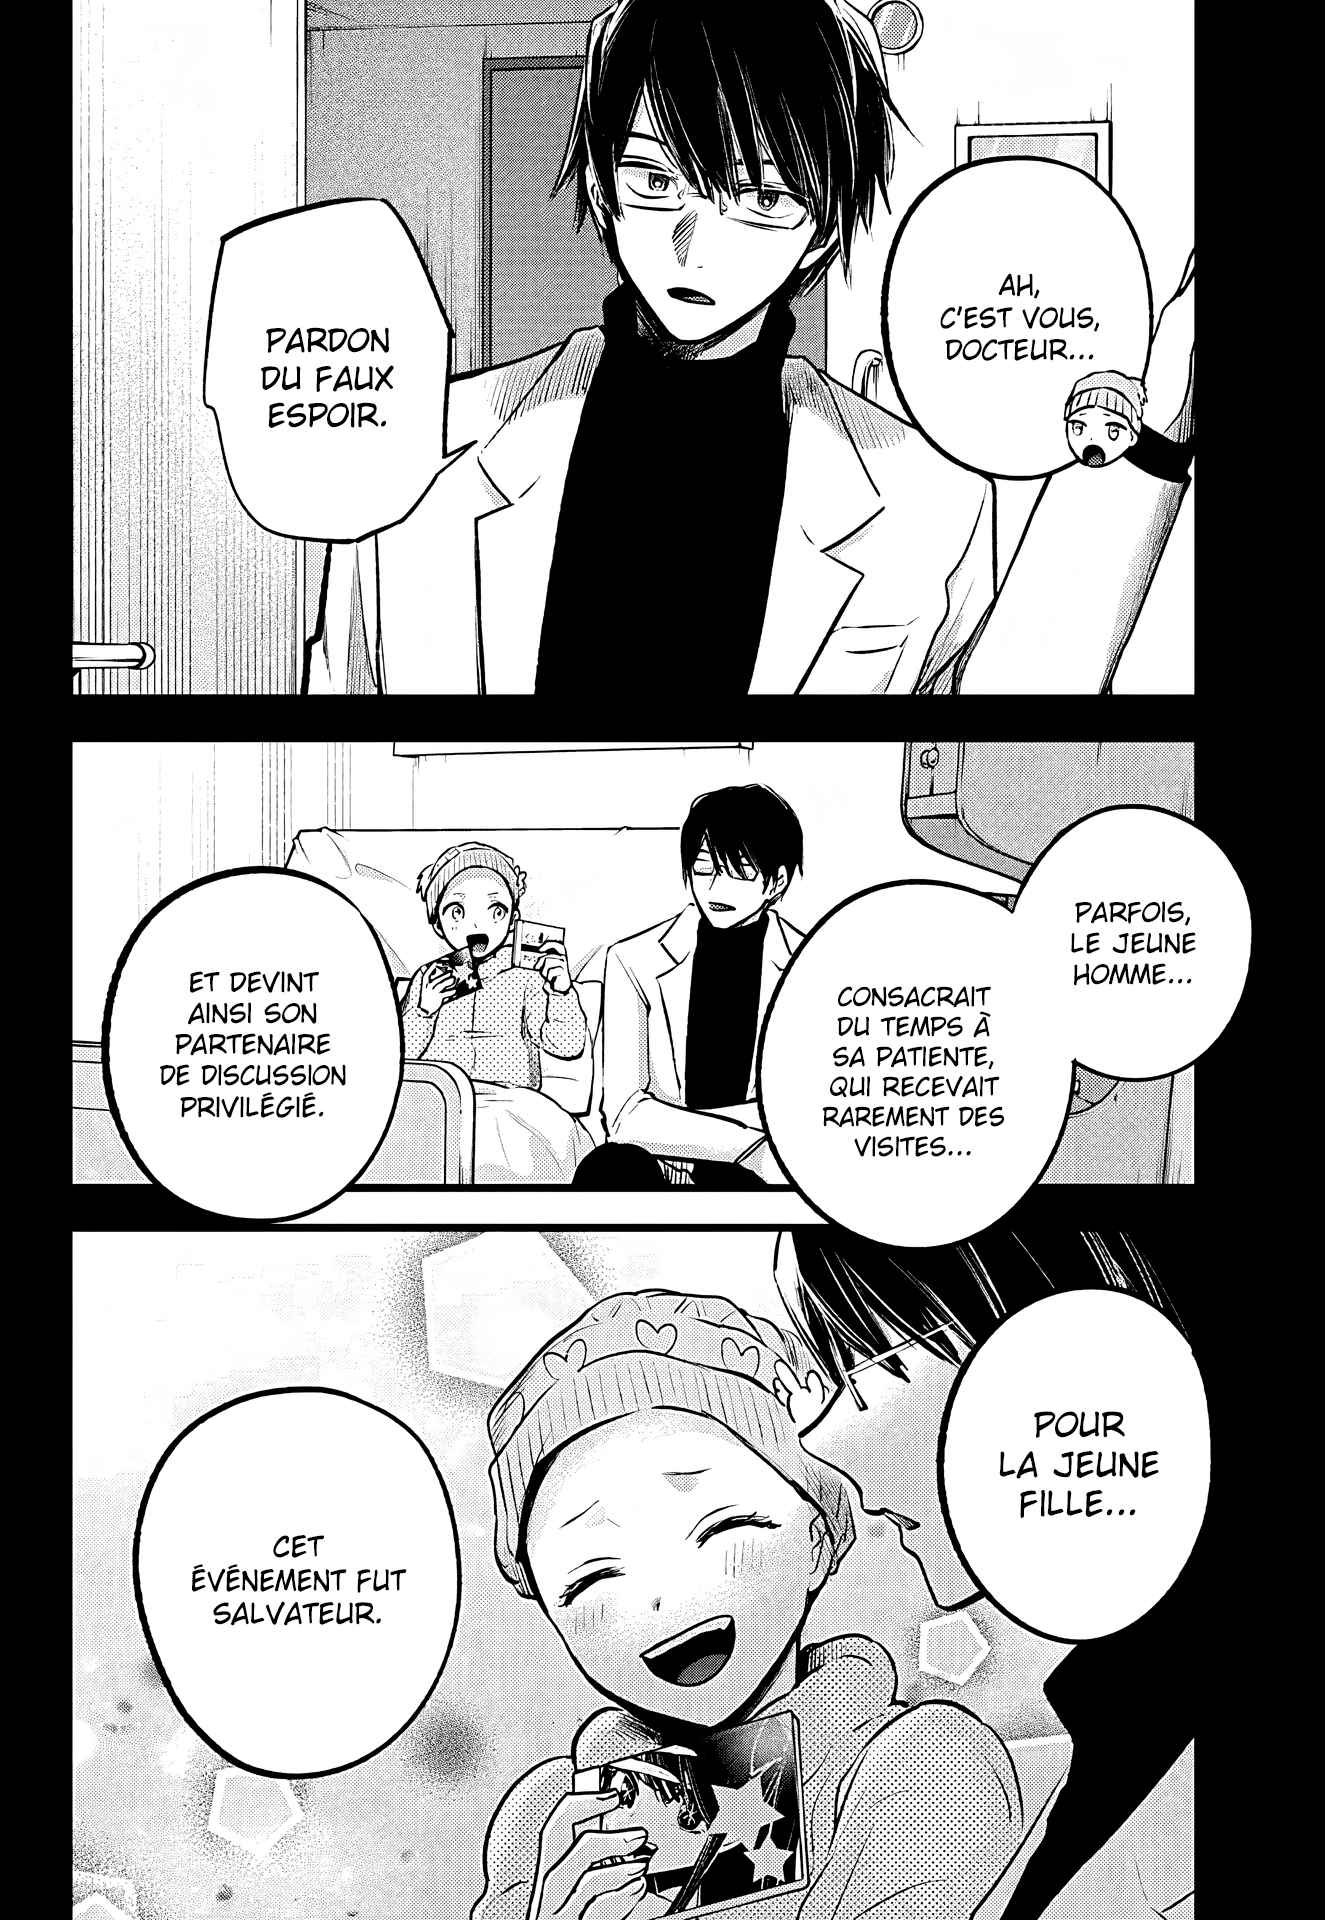 AH,
C'EST VOUS,
DOCTEUR...
PARDON
DU FAUX
ESPOIR.
PARFOIS,
LE JEUNE
HOMME...
CONSACRAIT
DU TEMPS À
SA PATIENTE,
QUI RECEVAIT
RAREMENT DES
VISITES...
ET DEVINT
AINSI SON
PARTENAIRE
DE DISCUSSION
PRIVILÉGIÉ.
POUR
LA JEUNE
FILLE...
CET
ÉVÉNEMENT FUT
SALVATEUR.